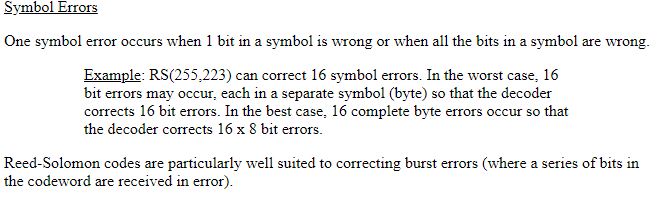 Symbol Errors
One symbol error occurs when 1 bit in a symbol is wrong or when all the bits in a symbol are wrong.
Example: RS(255,223) can correct 16 symbol errors. In the worst case, 16
bit errors may occur, each in a separate symbol (byte) so that the decoder
corrects 16 bit errors. In the best case, 16 complete byte errors occur so that
the decoder corrects 16 x 8 bit errors.
Reed-Solomon codes are particularly well suited to correcting burst errors (where a series of bits in
the codeword are received in error).